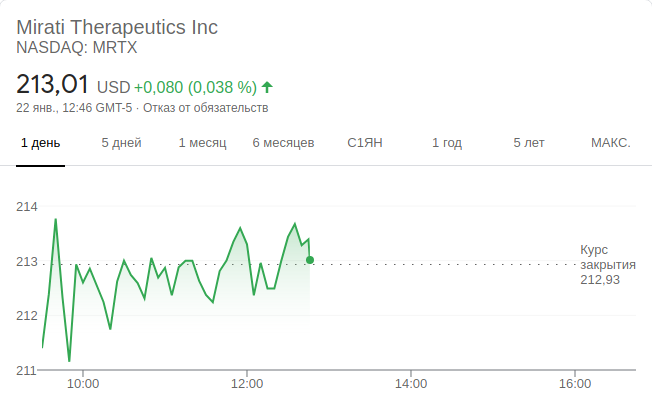 Mirati Therapeutics Inc
NASDAQ: MRTX
213,01 USD +0,080 (0,038 %) ↑
22 янв., 12:46 GMT-5 · Отказ от обязательств
1 день 5 дней 1 месяц 6 месяцев С1ЯН 1 год 5 лет МАКС.
214
213
212
211
Курс
закрытия
212,93
10:00 12:00 14:00 16:00